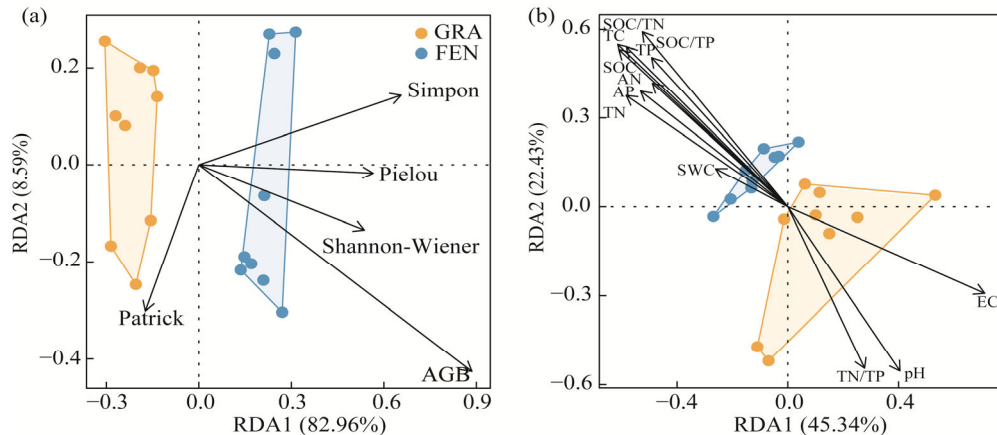 (a)
GRA
FEN
Simpon
Pielou
Shannon-Wiener
Patrick
AGB
0.2
0.0
−0.2
−0.4
RDA2 (8.59%)
−0.3
0.0
0.3
0.6
RDA1 (82.96%)
(b)
SOC/TN
TC
TP
SOC/TP
SOC
AN
AP
TN
SWC
EC
TN/TP
pH
0.6
0.3
0.0
−0.3
−0.6
RDA2 (22.43%)
−0.4
0.0
0.4
0.8
RDA1 (45.34%)